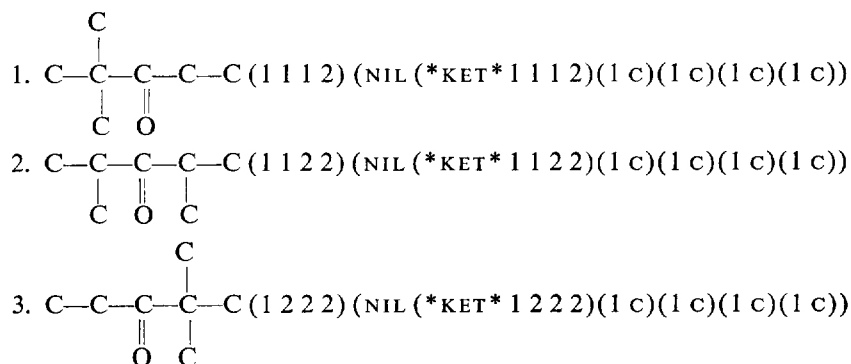 C
1. C—C—C—C—C (1 1 1 2) (NIL (*KET* 1 1 1 2) (1 C) (1 C) (1 C) (1 C))
C O
2. C—C—C—C—C (1 1 2 2) (NIL (*KET* 1 1 2 2) (1 C) (1 C) (1 C) (1 C))
C O C
C
3. C—C—C—C—C (1 2 2 2) (NIL (*KET* 1 2 2 2) (1 C) (1 C) (1 C) (1 C))
O C